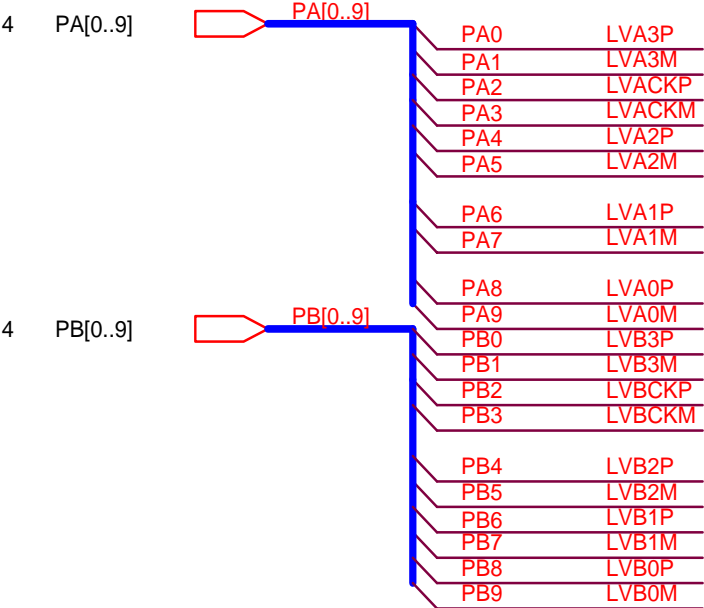 4 PA[0..9] PA[0..9]
PA0 LVA3P
PA1 LVA3M
PA2 LVACKP
PA3 LVACKM
PA4 LVA2P
PA5 LVA2M
PA6 LVA1P
PA7 LVA1M
PA8 LVA0P
PA9 LVA0M
4 PB[0..9] PB[0..9]
PB0 LVB3P
PB1 LVB3M
PB2 LVBCKP
PB3 LVBCKM
PB4 LVB2P
PB5 LVB2M
PB6 LVB1P
PB7 LVB1M
PB8 LVB0P
PB9 LVB0M